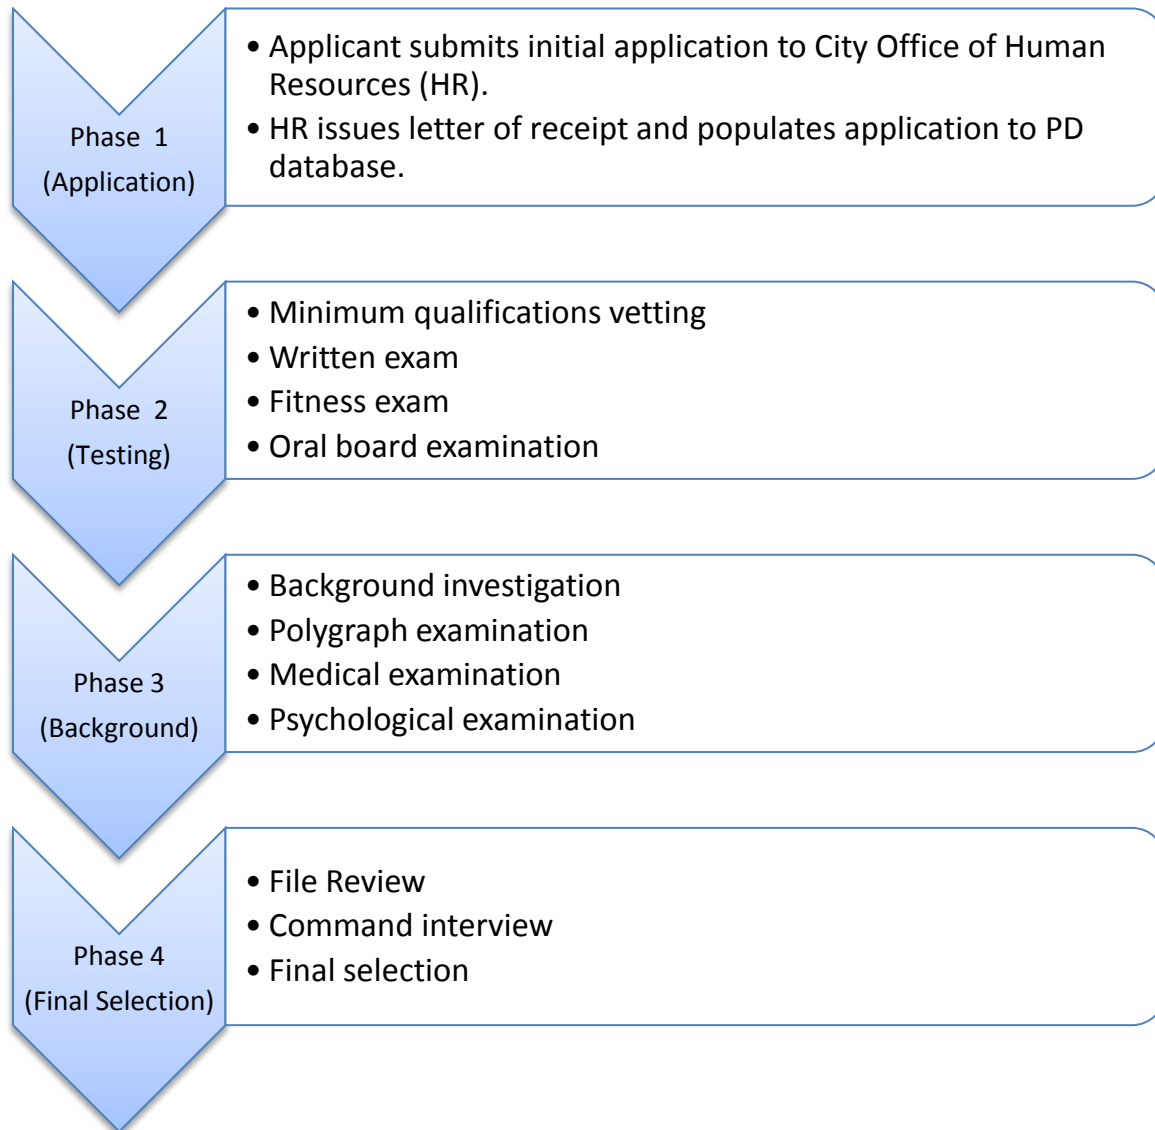 Phase 1
(Application)
• Applicant submits initial application to City Office of Human
Resources (HR).
• HR issues letter of receipt and populates application to PD
database.
Phase 2
(Testing)
• Minimum qualifications vetting
• Written exam
• Fitness exam
• Oral board examination
Phase 3
(Background)
• Background investigation
• Polygraph examination
• Medical examination
• Psychological examination
Phase 4
(Final Selection)
• File Review
• Command interview
• Final selection